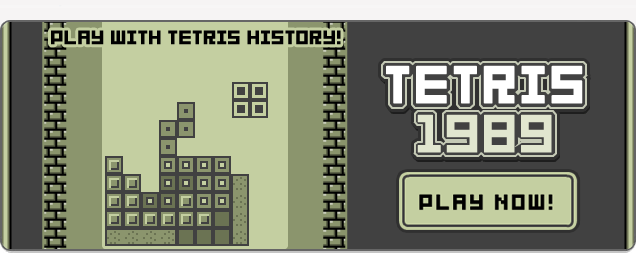 PLAY WITH TETRIS HISTORY!
TETRIS
1989
PLAY NOW!